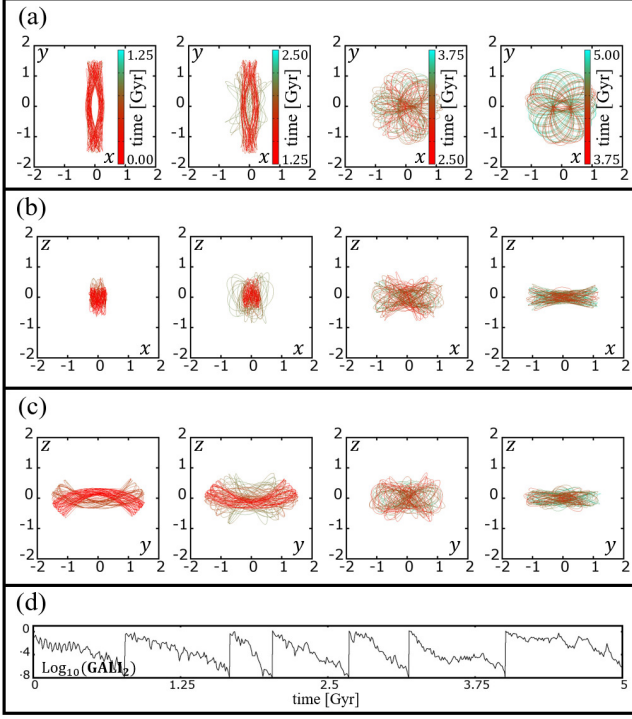 (a)
2 y 1.25 2 y 2.50 2 y 3.75 2 y 5.00
1 1 1 1
0 0 0 0
-1 -1 -1 -1
time [Gyr] time [Gyr] time [Gyr] time [Gyr]
-2 x 0.00 -2 x 1.25 -2 x 2.50 -2 x 3.75
-2 -1 0 1 2 -2 -1 0 1 2 -2 -1 0 1 2 -2 -1 0 1 2
(b)
2 z 2 z 2 z 2 z
1 1 1 1
0 0 0 0
-1 -1 -1 -1
-2 x -2 x -2 x -2 x
-2 -1 0 1 2 -2 -1 0 1 2 -2 -1 0 1 2 -2 -1 0 1 2
(c)
2 z 2 z 2 z 2 z
1 1 1 1
0 0 0 0
-1 -1 -1 -1
-2 y -2 y -2 y -2 y
-2 -1 0 1 2 -2 -1 0 1 2 -2 -1 0 1 2 -2 -1 0 1 2
(d)
0
-4
Log₁₀(GALI₂)
-8
0 1.25 2.5 3.75 5
time [Gyr]